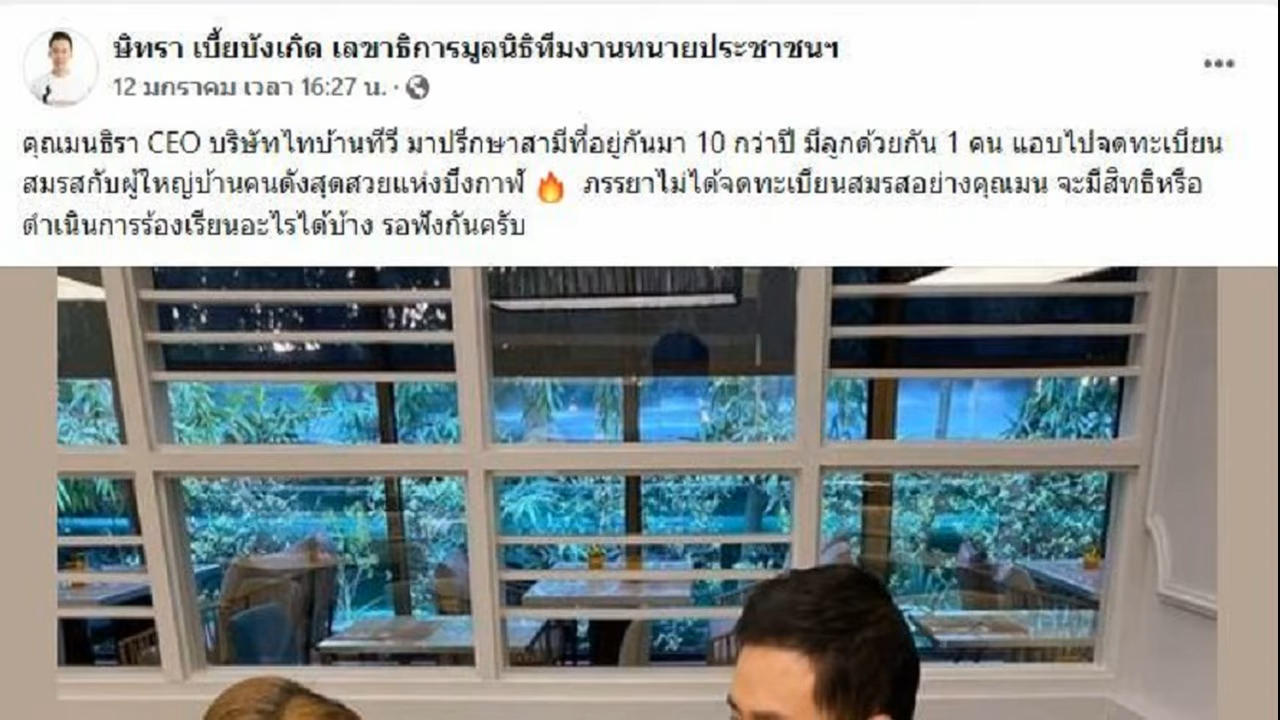 ษิทรา เบี้ยบังเกิด เลขาธิการมูลนิธิทีมงานทนายประชาชนฯ
12 มกราคม เวลา 16:27 น. ·
คุณมนธิรา CEO บริษัทไทบ้านทีวี มาปรึกษาสามีที่อยู่กันมา 10 กว่าปี มีลูกด้วยกัน 1 คน แอบไปจดทะเบียน
สมรสกับผู้ใหญ่บ้านคนดังสุดสวยแห่งบึงกาฬ 🔥 ภรรยาไม่ได้จดทะเบียนสมรสอย่างคุณมน จะมีสิทธิหรือ
ดำเนินการร้องเรียนอะไรได้บ้าง รอฟังกันครับ